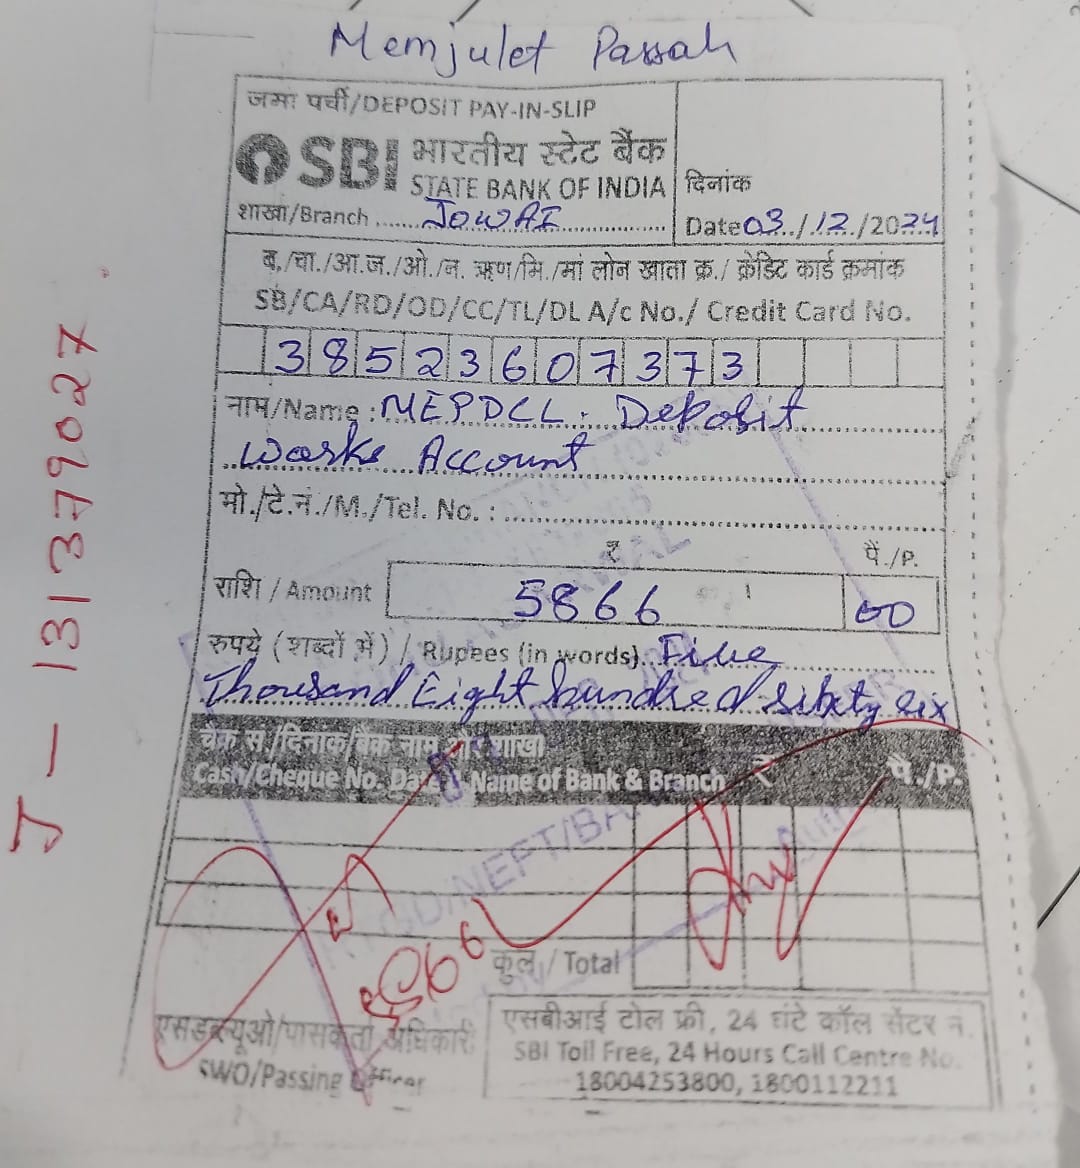 Memjulet Passah
जमा पर्ची/DEPOSIT PAY-IN-SLIP
SBI भारतीय स्टेट बैंक
STATE BANK OF INDIA
शाखा/Branch ...... JOWAI
दिनांक
Date 03/12/2024
ब./चा./आ.ज./ओ./न. ऋण/मि./मां लोन खाता क्र./ क्रेडिट कार्ड क्रमांक
SB/CA/RD/OD/CC/TL/DL A/c No./ Credit Card No.
38523607373
नाम/Name : MEPDCL. Deposit
Works Account
मो./टे.नं./M./Tel. No. :
₹ पै./P.
राशि / Amount 5866 00
रुपये (शब्दों में) / Rupees (in words). Five
Thousand Eight hundred sixty six
चेक सं./दिनांक/बैंक नाम और शाखा
Cash/Cheque No. Date Name of Bank & Branch ₹ पै./P.
RTGS/NEFT/
5866
कुल / Total
एसडब्ल्यूओ/पासकर्ता अधिकारी
SWO/Passing Officer
एसबीआई टोल फ्री, 24 घंटे कॉल सेंटर नं.
SBI Toll Free, 24 Hours Call Centre No.
18004253800, 1800112211
J - 131379027